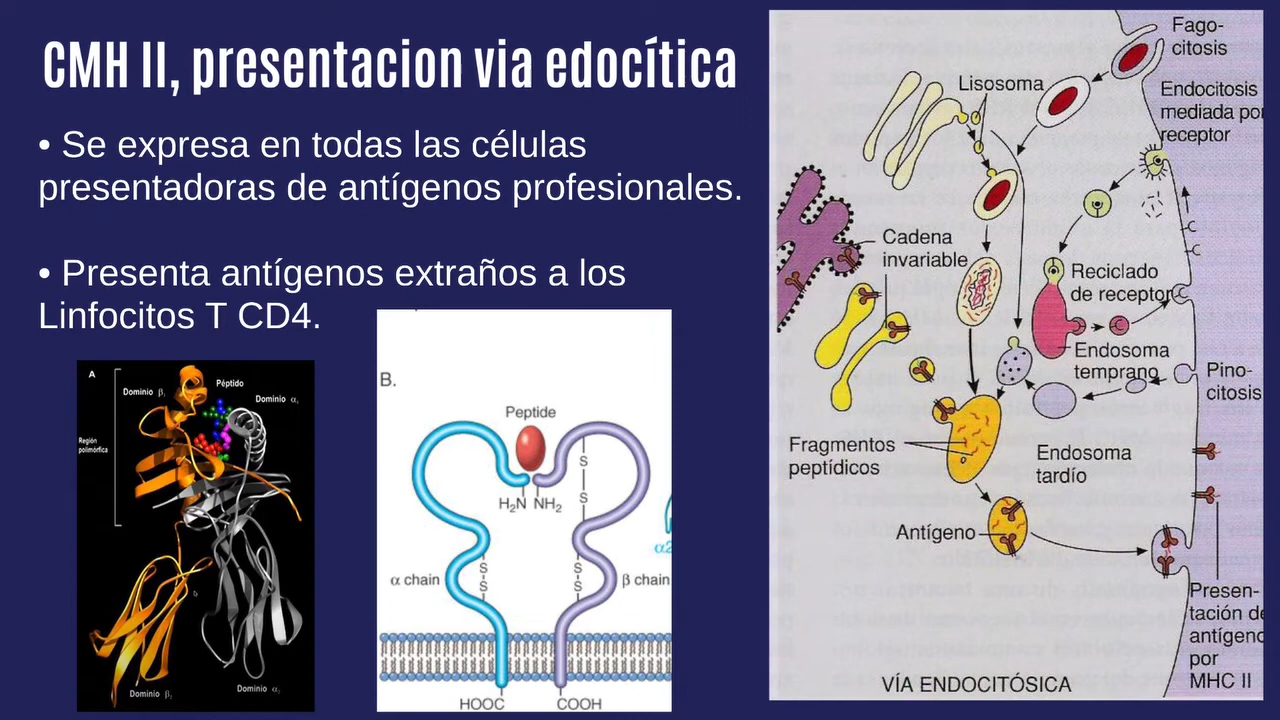 CMH II, presentacion via edocítica
• Se expresa en todas las células
presentadoras de antígenos profesionales.
• Presenta antígenos extraños a los
Linfocitos T CD4.
A
Dominio β₁
Péptido
Dominio α₁
Región
polimórfica
Dominio β₂
Dominio α₂
B.
Peptide
S
S
H₂N NH₂
α chain
S
S
S
S
β chain
α2
HOOC
COOH
Fago-
citosis
Lisosoma
Endocitosis
mediada por
receptor
Cadena
invariable
Reciclado
de receptor
Endosoma
temprano
Pino-
citosis
Fragmentos
peptídicos
Endosoma
tardío
Antígeno
Presen-
tación de
antígeno
por
MHC II
VÍA ENDOCITÓSICA